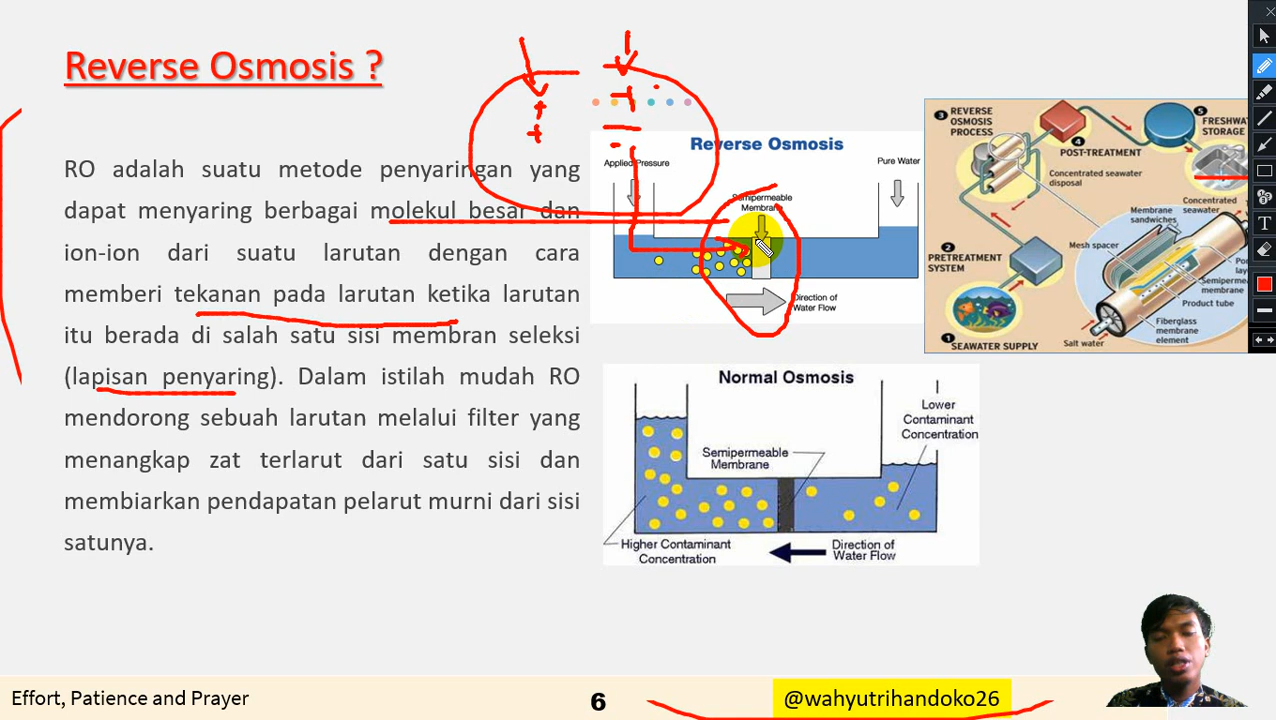 Reverse Osmosis ?
RO adalah suatu metode penyaringan yang
dapat menyaring berbagai molekul besar dan
ion-ion dari suatu larutan dengan cara
memberi tekanan pada larutan ketika larutan
itu berada di salah satu sisi membran seleksi
(lapisan penyaring). Dalam istilah mudah RO
mendorong sebuah larutan melalui filter yang
menangkap zat terlarut dari satu sisi dan
membiarkan pendapatan pelarut murni dari sisi
satunya.
Reverse Osmosis
Applied Pressure
Semipermeable
Membrane
Pure Water
Direction of
Water Flow
Normal Osmosis
Lower
Contaminant
Concentration
Semipermeable
Membrane
Higher Contaminant
Concentration
Direction of
Water Flow
3 REVERSE
OSMOSIS
PROCESS
4
POST-TREATMENT
5
FRESHWA
STORAGE
Concentrated seawater
disposal
Concentrated
seawater
Membrane
sandwiches
Mesh spacer
2
PRETREATMENT
SYSTEM
Semiperme
membrane
Product tube
Fiberglass
membrane
element
Salt water
1 SEAWATER SUPPLY
Effort, Patience and Prayer
6
@wahyutrihandoko26